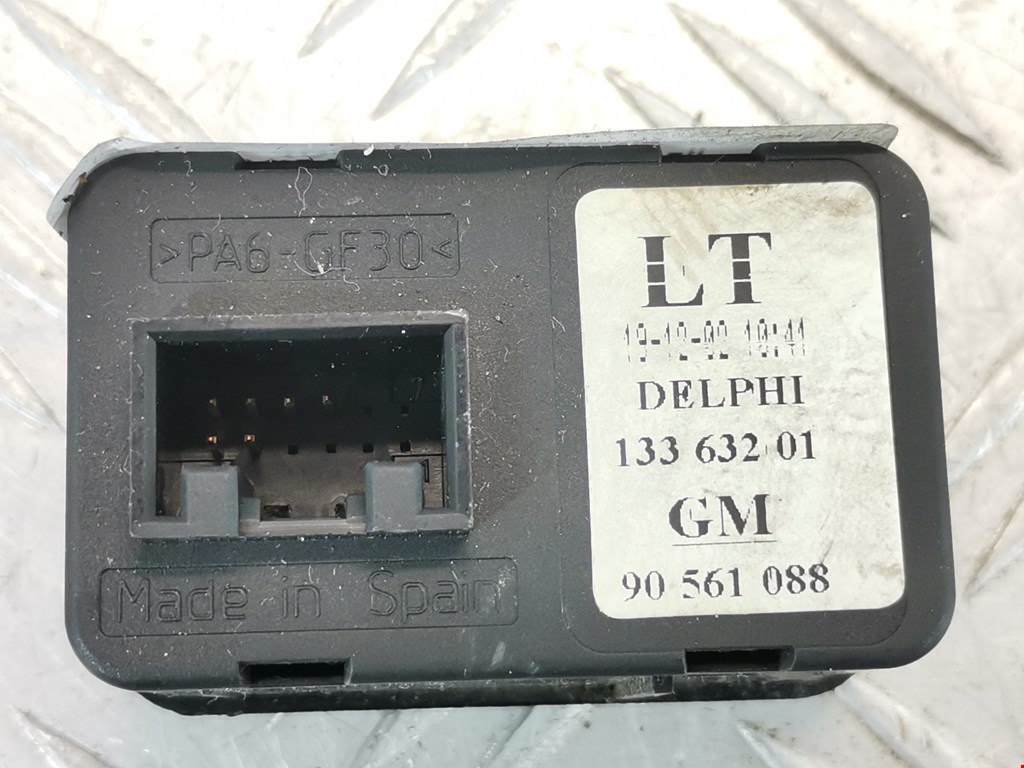 >PA6-GF30<
Made in Spain
LT
19-12-02 10:41
DELPHI
133 632 01
GM
90 561 088